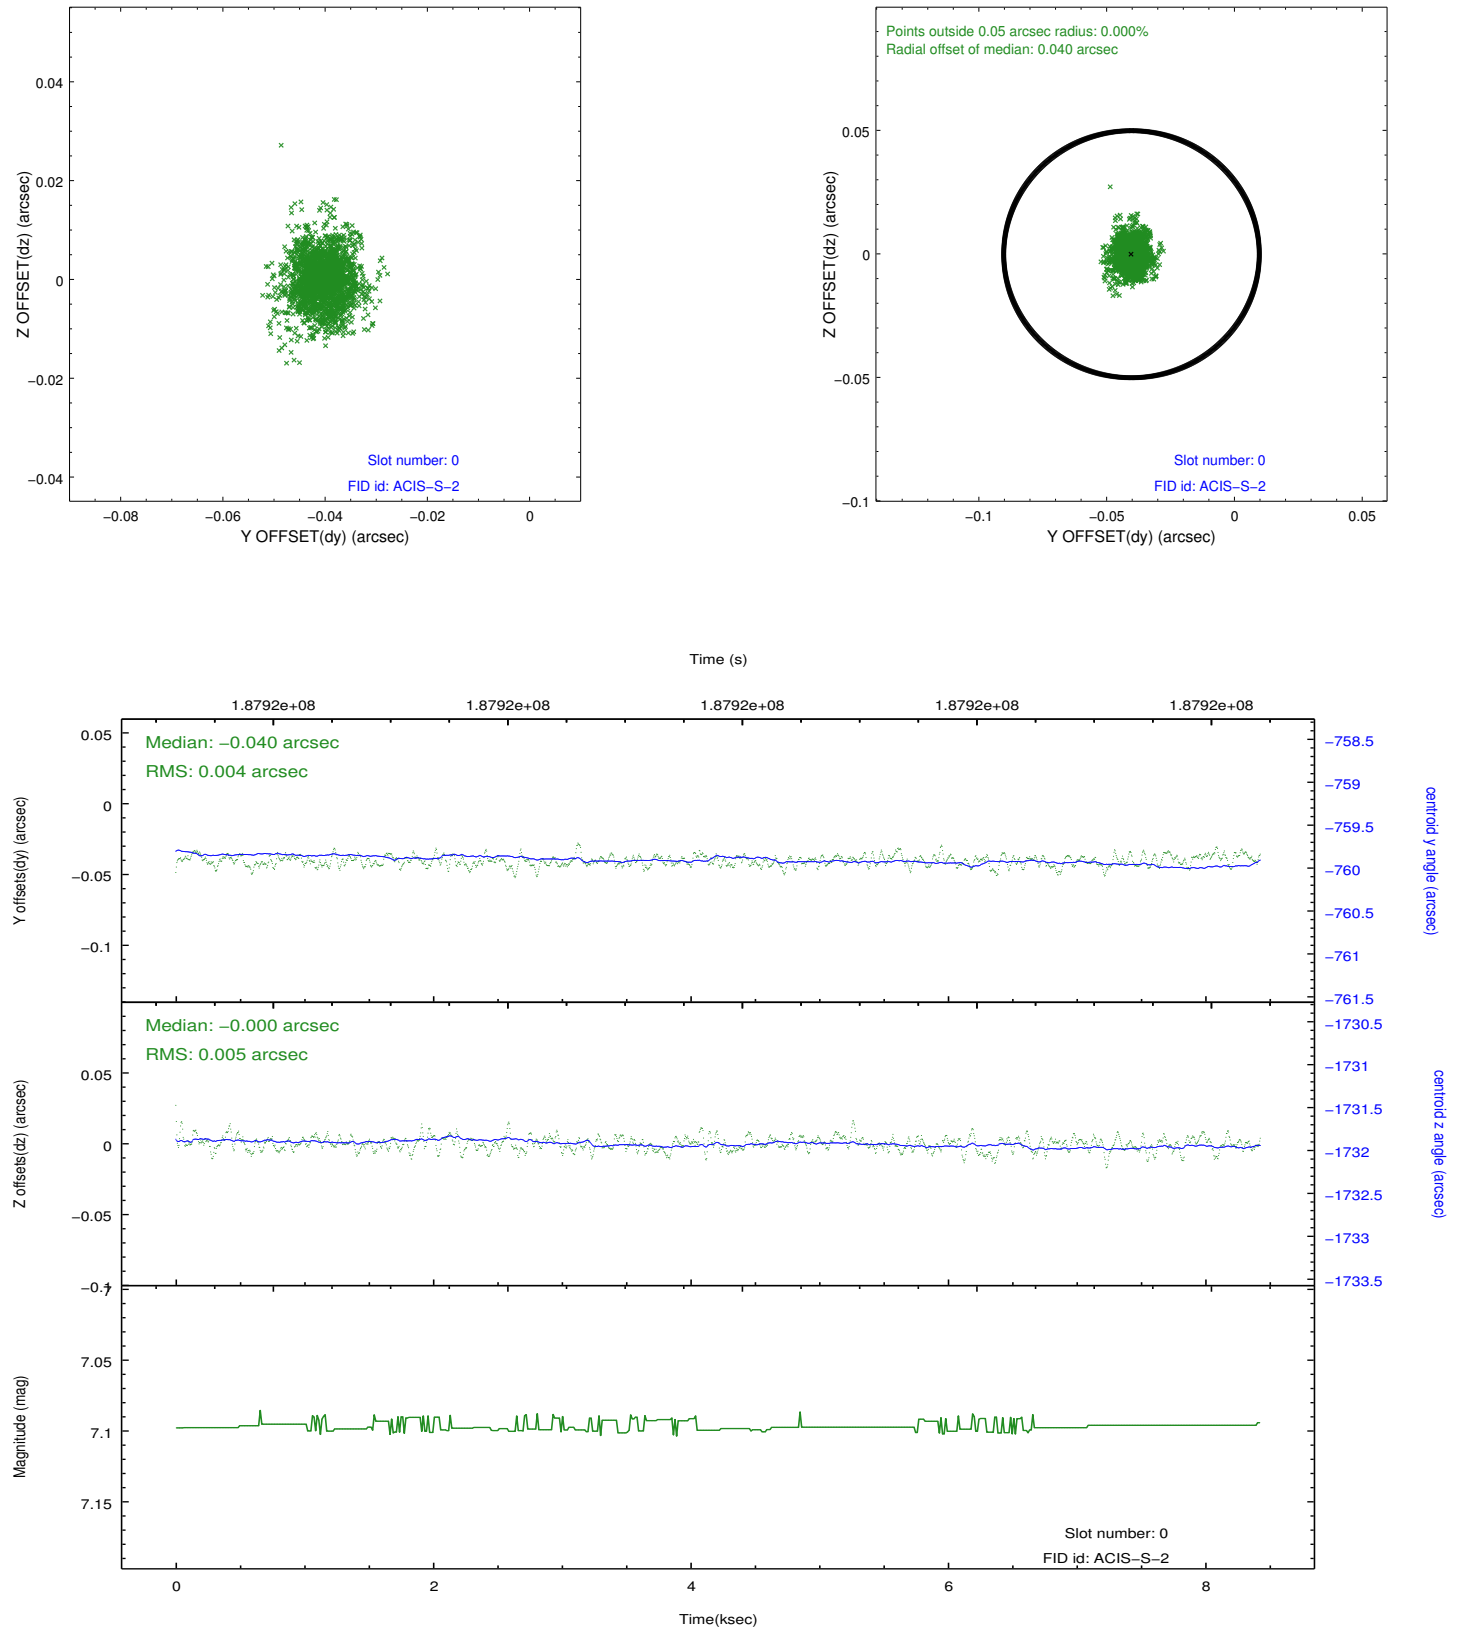 0.04
0.02
0
−0.02
−0.04
Z OFFSET(dz) (arcsec)
Slot number: 0
FID id: ACIS−S−2
−0.08 −0.06 −0.04 −0.02 0
Y OFFSET(dy) (arcsec)
Points outside 0.05 arcsec radius: 0.000%
Radial offset of median: 0.040 arcsec
0.05
0
−0.05
−0.1
Z OFFSET(dz) (arcsec)
Slot number: 0
FID id: ACIS−S−2
−0.1 −0.05 0 0.05
Y OFFSET(dy) (arcsec)
Time (s)
1.8792e+08 1.8792e+08 1.8792e+08 1.8792e+08 1.8792e+08
Median: −0.040 arcsec
RMS: 0.004 arcsec
0.05
0
−0.05
−0.1
Y offsets(dy) (arcsec)
−758.5
−759
−759.5
−760
−760.5
−761
−761.5
centroid y angle (arcsec)
Median: −0.000 arcsec
RMS: 0.005 arcsec
0.05
0
−0.05
−0.1
Z offsets(dz) (arcsec)
−1730.5
−1731
−1731.5
−1732
−1732.5
−1733
−1733.5
centroid z angle (arcsec)
7.05
7.1
7.15
Magnitude (mag)
Slot number: 0
FID id: ACIS−S−2
0 2 4 6 8
Time(ksec)